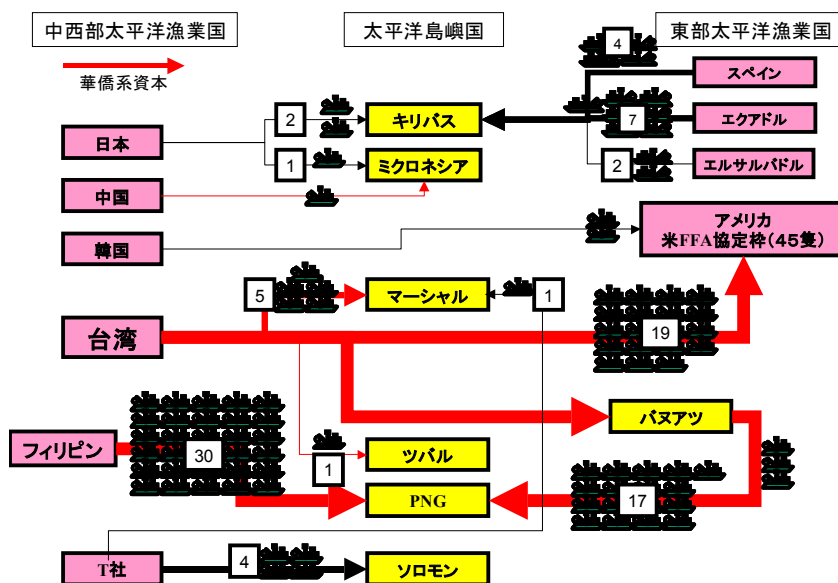 中西部太平洋漁業国
太平洋島嶼国
東部太平洋漁業国
華僑系資本
4
スペイン
2
キリバス
7
エクアドル
日本
1
ミクロネシア
2
エルサルバドル
中国
韓国
アメリカ
米FFA協定枠(45隻)
5
マーシャル
1
台湾
19
バヌアツ
フィリピン
30
1
ツバル
PNG
17
T社
4
ソロモン